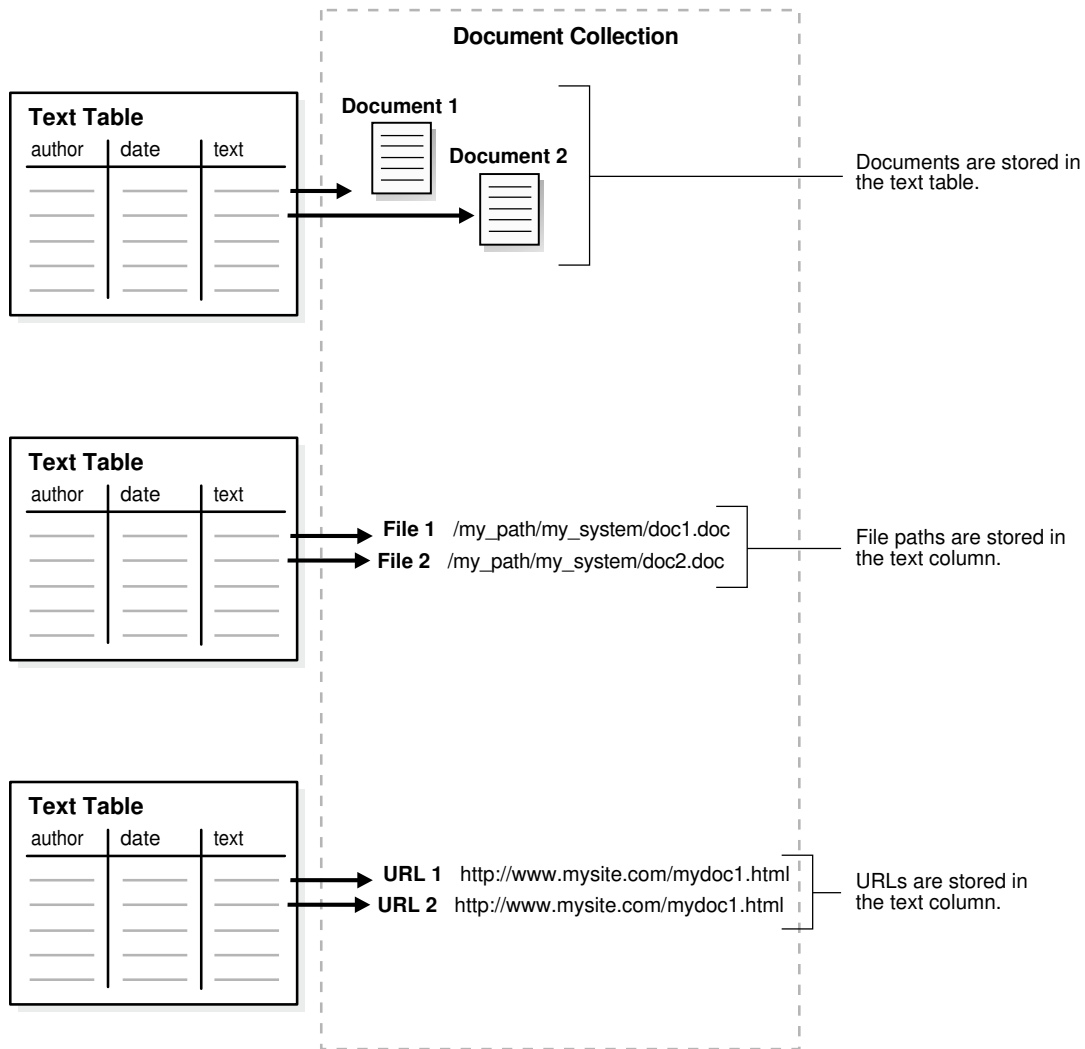 Document Collection
Text Table
author date text
Document 1
Document 2
Documents are stored in
the text table.
Text Table
author date text
File 1 /my_path/my_system/doc1.doc
File 2 /my_path/my_system/doc2.doc
File paths are stored in
the text column.
Text Table
author date text
URL 1 http://www.mysite.com/mydoc1.html
URL 2 http://www.mysite.com/mydoc1.html
URLs are stored in
the text column.